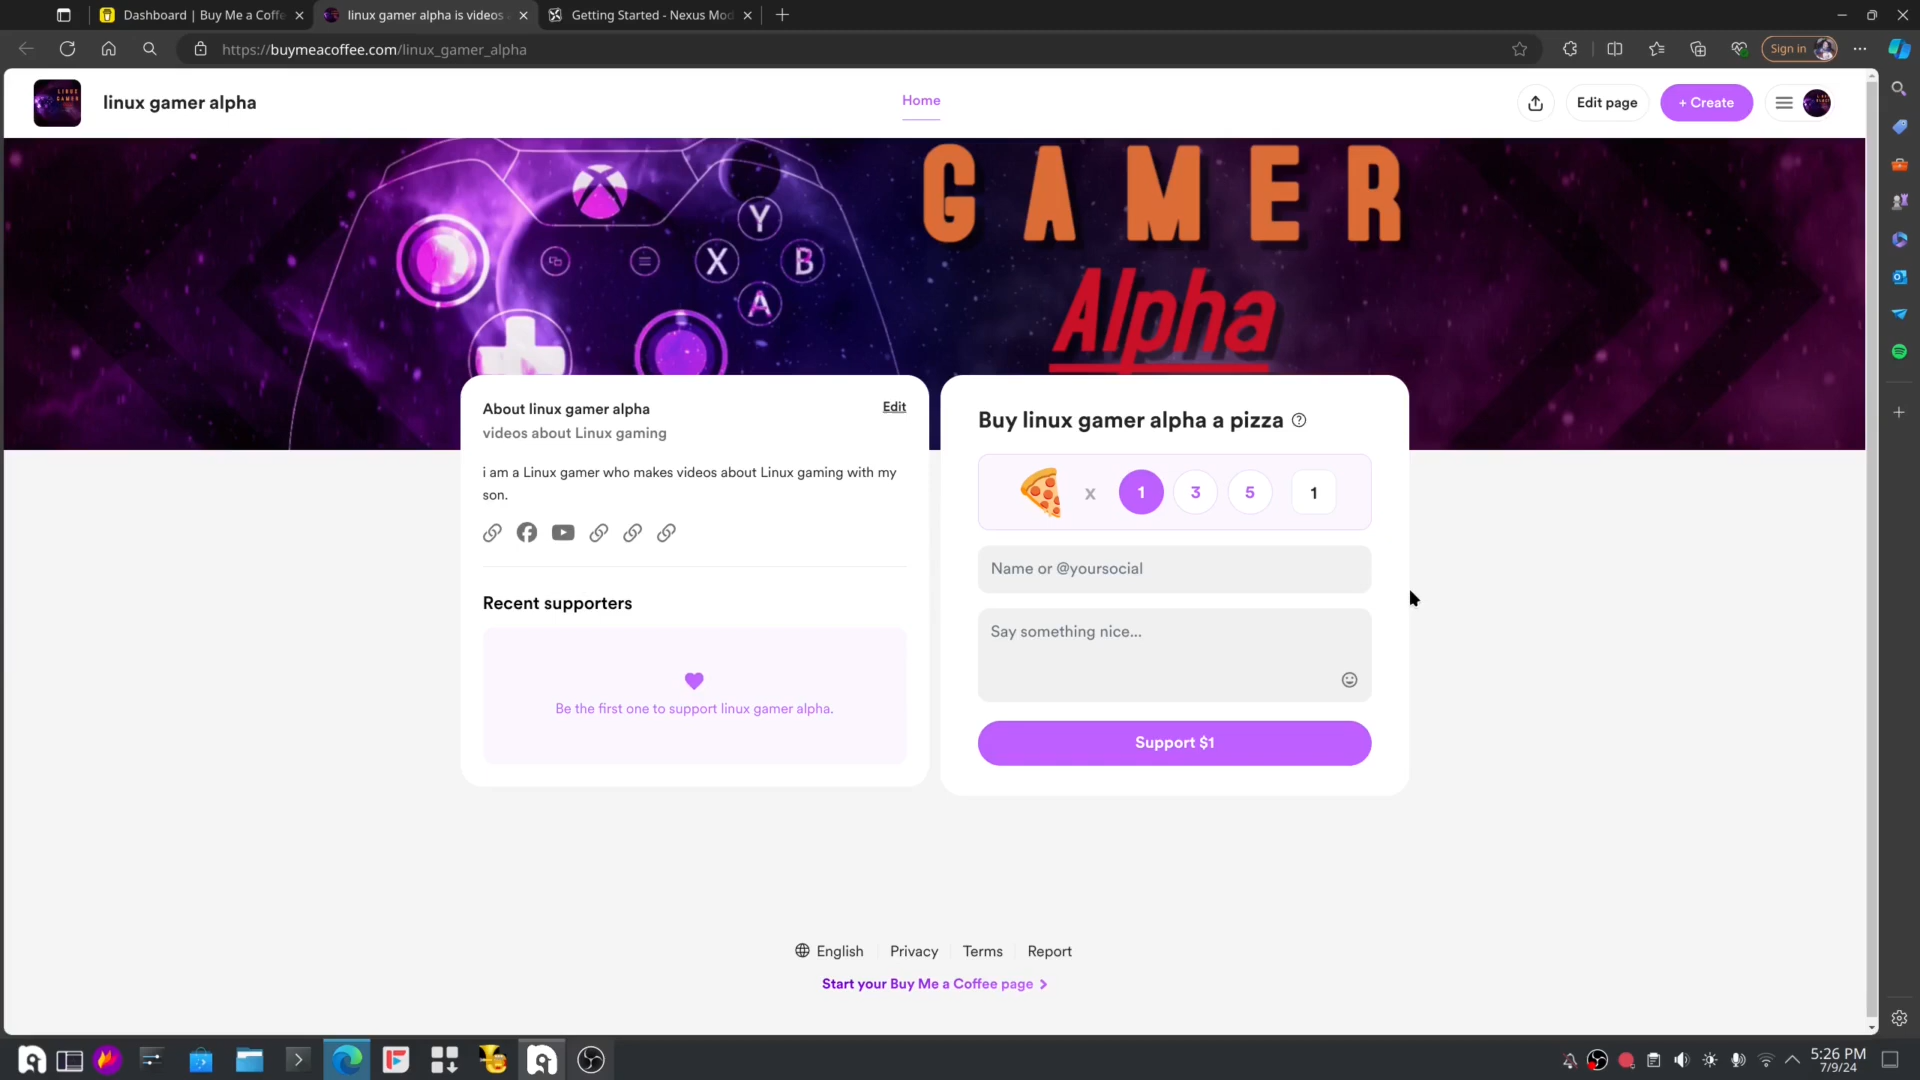 Dashboard | Buy Me a Coffe
linux gamer alpha is videos
Getting Started - Nexus Mod
https://buymeacoffee.com/linux_gamer_alpha
Sign in
linux gamer alpha
Home
Edit page
+ Create
GAMER
Alpha
Y
X
B
A
About linux gamer alpha
Edit
videos about Linux gaming
i am a Linux gamer who makes videos about Linux gaming with my
son.
Recent supporters
Be the first one to support linux gamer alpha.
Buy linux gamer alpha a pizza
x 1 3 5 1
Name or @yoursocial
Say something nice...
Support $1
English Privacy Terms Report
Start your Buy Me a Coffee page
5:26 PM
7/9/24